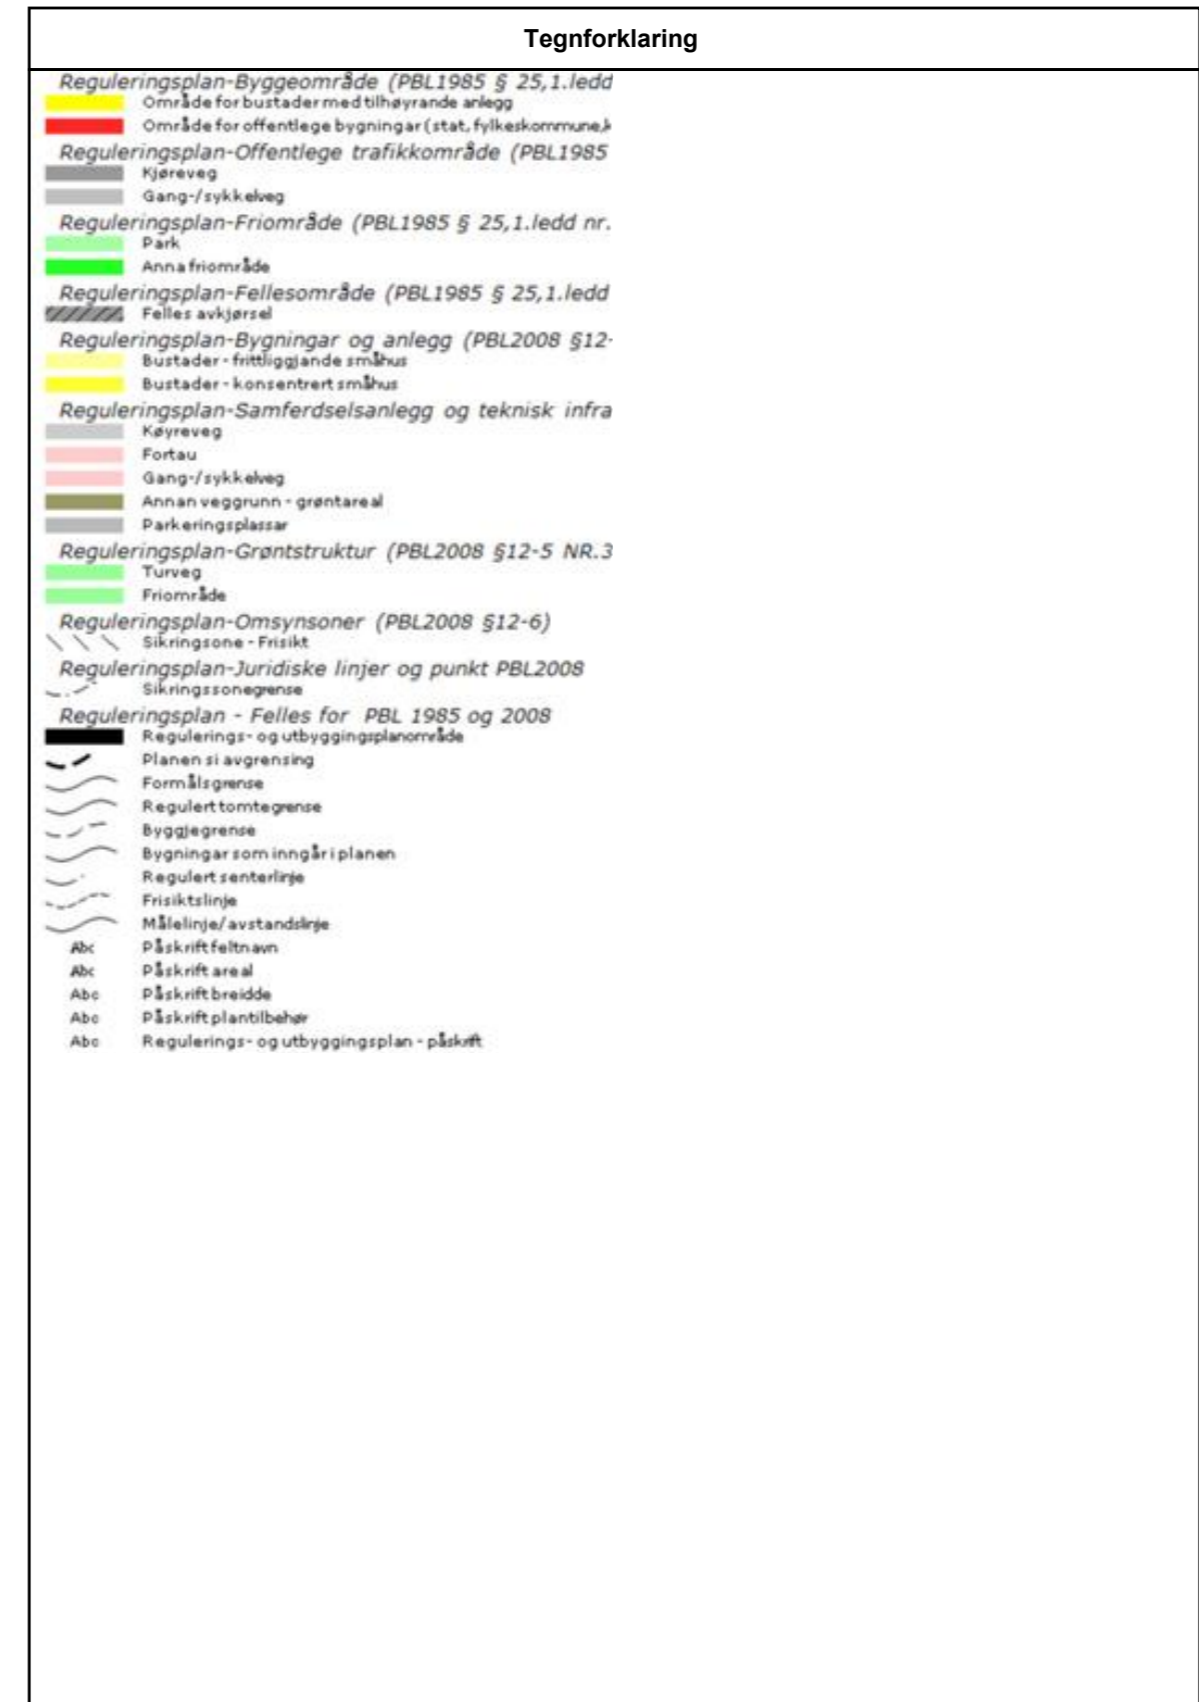 Tegnforklaring
Reguleringsplan-Byggeområde (PBL1985 § 25,1.ledd
Område for bustader med tilhøyrande anlegg
Område for offentlege bygningar (stat, fylkeskommune,k
Reguleringsplan-Offentlege trafikkområde (PBL1985
Kjøreveg
Gang-/sykkelveg
Reguleringsplan-Friområde (PBL1985 § 25,1.ledd nr.
Park
Anna friområde
Reguleringsplan-Fellesområde (PBL1985 § 25,1.ledd
Felles avkjørsel
Reguleringsplan-Bygningar og anlegg (PBL2008 §12-
Bustader - frittliggjande småhus
Bustader - konsentrert småhus
Reguleringsplan-Samferdselsanlegg og teknisk infra
Køyreveg
Fortau
Gang-/sykkelveg
Annan veggrunn - grøntareal
Parkeringsplassar
Reguleringsplan-Grøntstruktur (PBL2008 §12-5 NR.3
Turveg
Friområde
Reguleringsplan-Omsynsoner (PBL2008 §12-6)
Sikringsone - Frisikt
Reguleringsplan-Juridiske linjer og punkt PBL2008
Sikringssonegrense
Reguleringsplan - Felles for PBL 1985 og 2008
Regulerings- og utbyggingsplanområde
Planen si avgrensing
Formålsgrense
Regulert tomtegrense
Byggjegrense
Bygningar som inngår i planen
Regulert senterlinje
Frisiktslinje
Målelinje/avstandslinje
Abc Påskrift feltnavn
Abc Påskrift areal
Abc Påskrift breidde
Abc Påskrift plantilbehør
Abc Regulerings- og utbyggingsplan - påskrift